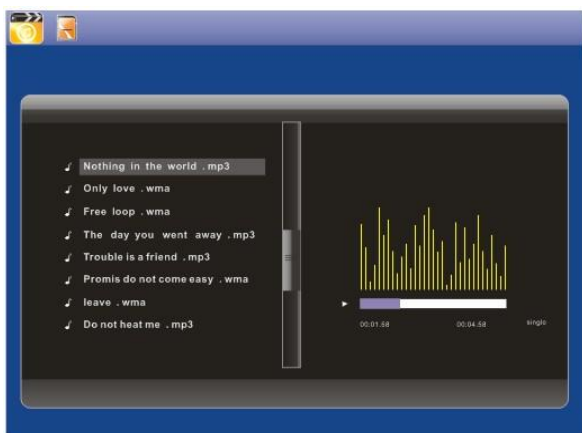 Nothing in the world .mp3
Only love .wma
Free loop .wma
The day you went away .mp3
Trouble is a friend .mp3
Promis do not come easy .wma
leave .wma
Do not heat me .mp3
00:01.58 00:04.58 single